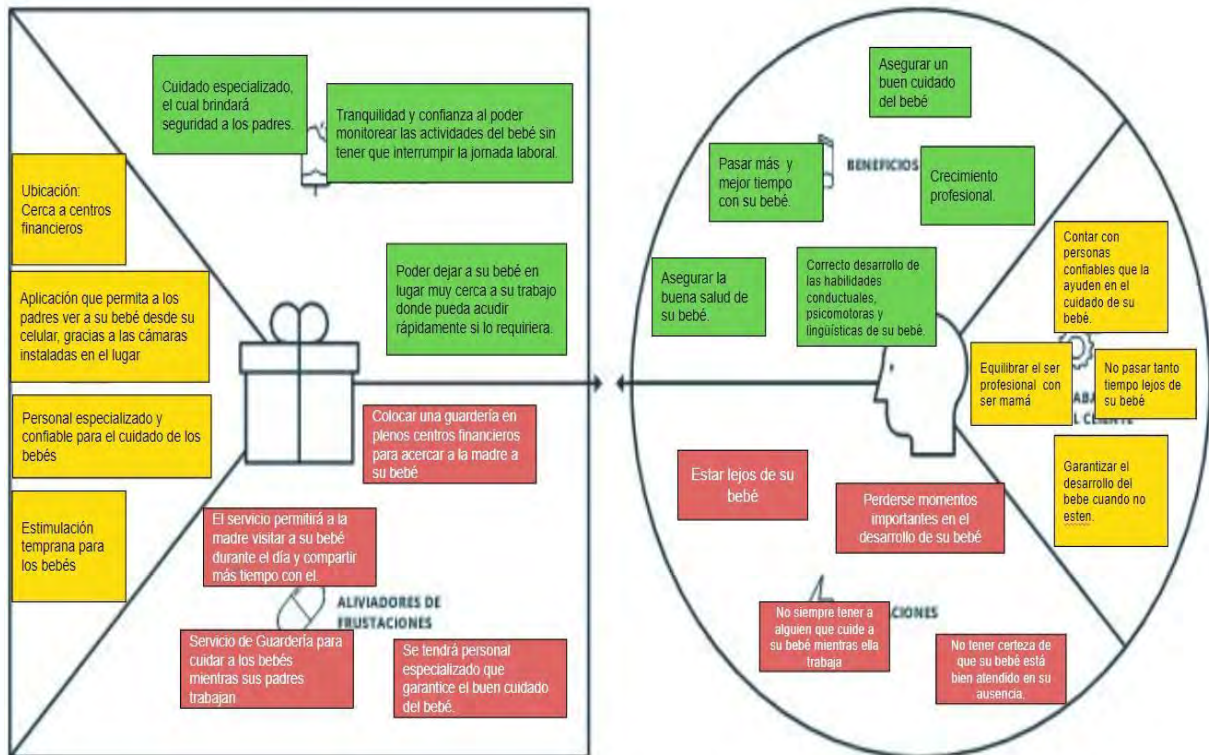 Cuidado especializado,
el cual brindará
seguridad a los padres.
Tranquilidad y confianza al poder
monitorear las actividades del bebé sin
tener que interrumpir la jornada laboral.
Ubicación:
Cerca a centros
financieros
Aplicación que permita a los
padres ver a su bebé desde su
celular, gracias a las cámaras
instaladas en el lugar
Personal especializado y
confiable para el cuidado de los
bebés
Estimulación
temprana para
los bebés
Poder dejar a su bebé en
lugar muy cerca a su trabajo
donde pueda acudir
rápidamente si lo requiriera.
Colocar una guardería en
plenos centros financieros
para acercar a la madre a
su bebé
El servicio permitirá a la
madre visitar a su bebé
durante el día y compartir
más tiempo con el.
ALIVIADORES DE
FRUSTACIONES
Servicio de Guardería para
cuidar a los bebés
mientras sus padres
trabajan
Se tendrá personal
especializado que
garantice el buen cuidado
del bebé.
Asegurar un
buen cuidado
del bebé
Pasar más y
mejor tiempo
con su bebé.
BENEFICIOS
Crecimiento
profesional.
Asegurar la
buena salud de
su bebé.
Correcto desarrollo de
las habilidades
conductuales,
psicomotoras y
lingüísticas de su bebé.
Contar con
personas
confiables que la
ayuden en el
cuidado de su
bebé.
Equilibrar el ser
profesional con
ser mamá
No pasar tanto
tiempo lejos de
su bebé
L CLIENTE
Garantizar el
desarrollo del
bebe cuando no
esten.
Estar lejos de su
bebé
Perderse momentos
importantes en el
desarrollo de su bebé
CIONES
No siempre tener a
alguien que cuide a
su bebé mientras ella
trabaja
No tener certeza de
que su bebé está
bien atendido en su
ausencia.